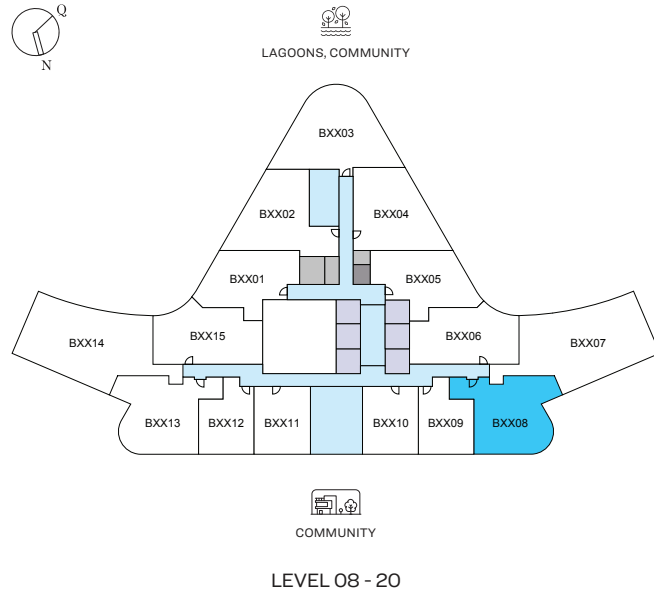 Q
N
LAGOONS, COMMUNITY
BXX03
BXX02
BXX04
BXX01
BXX05
BXX14
BXX15
BXX06
BXX07
BXX13
BXX12
BXX11
BXX10
BXX09
BXX08
COMMUNITY
LEVEL 08 - 20